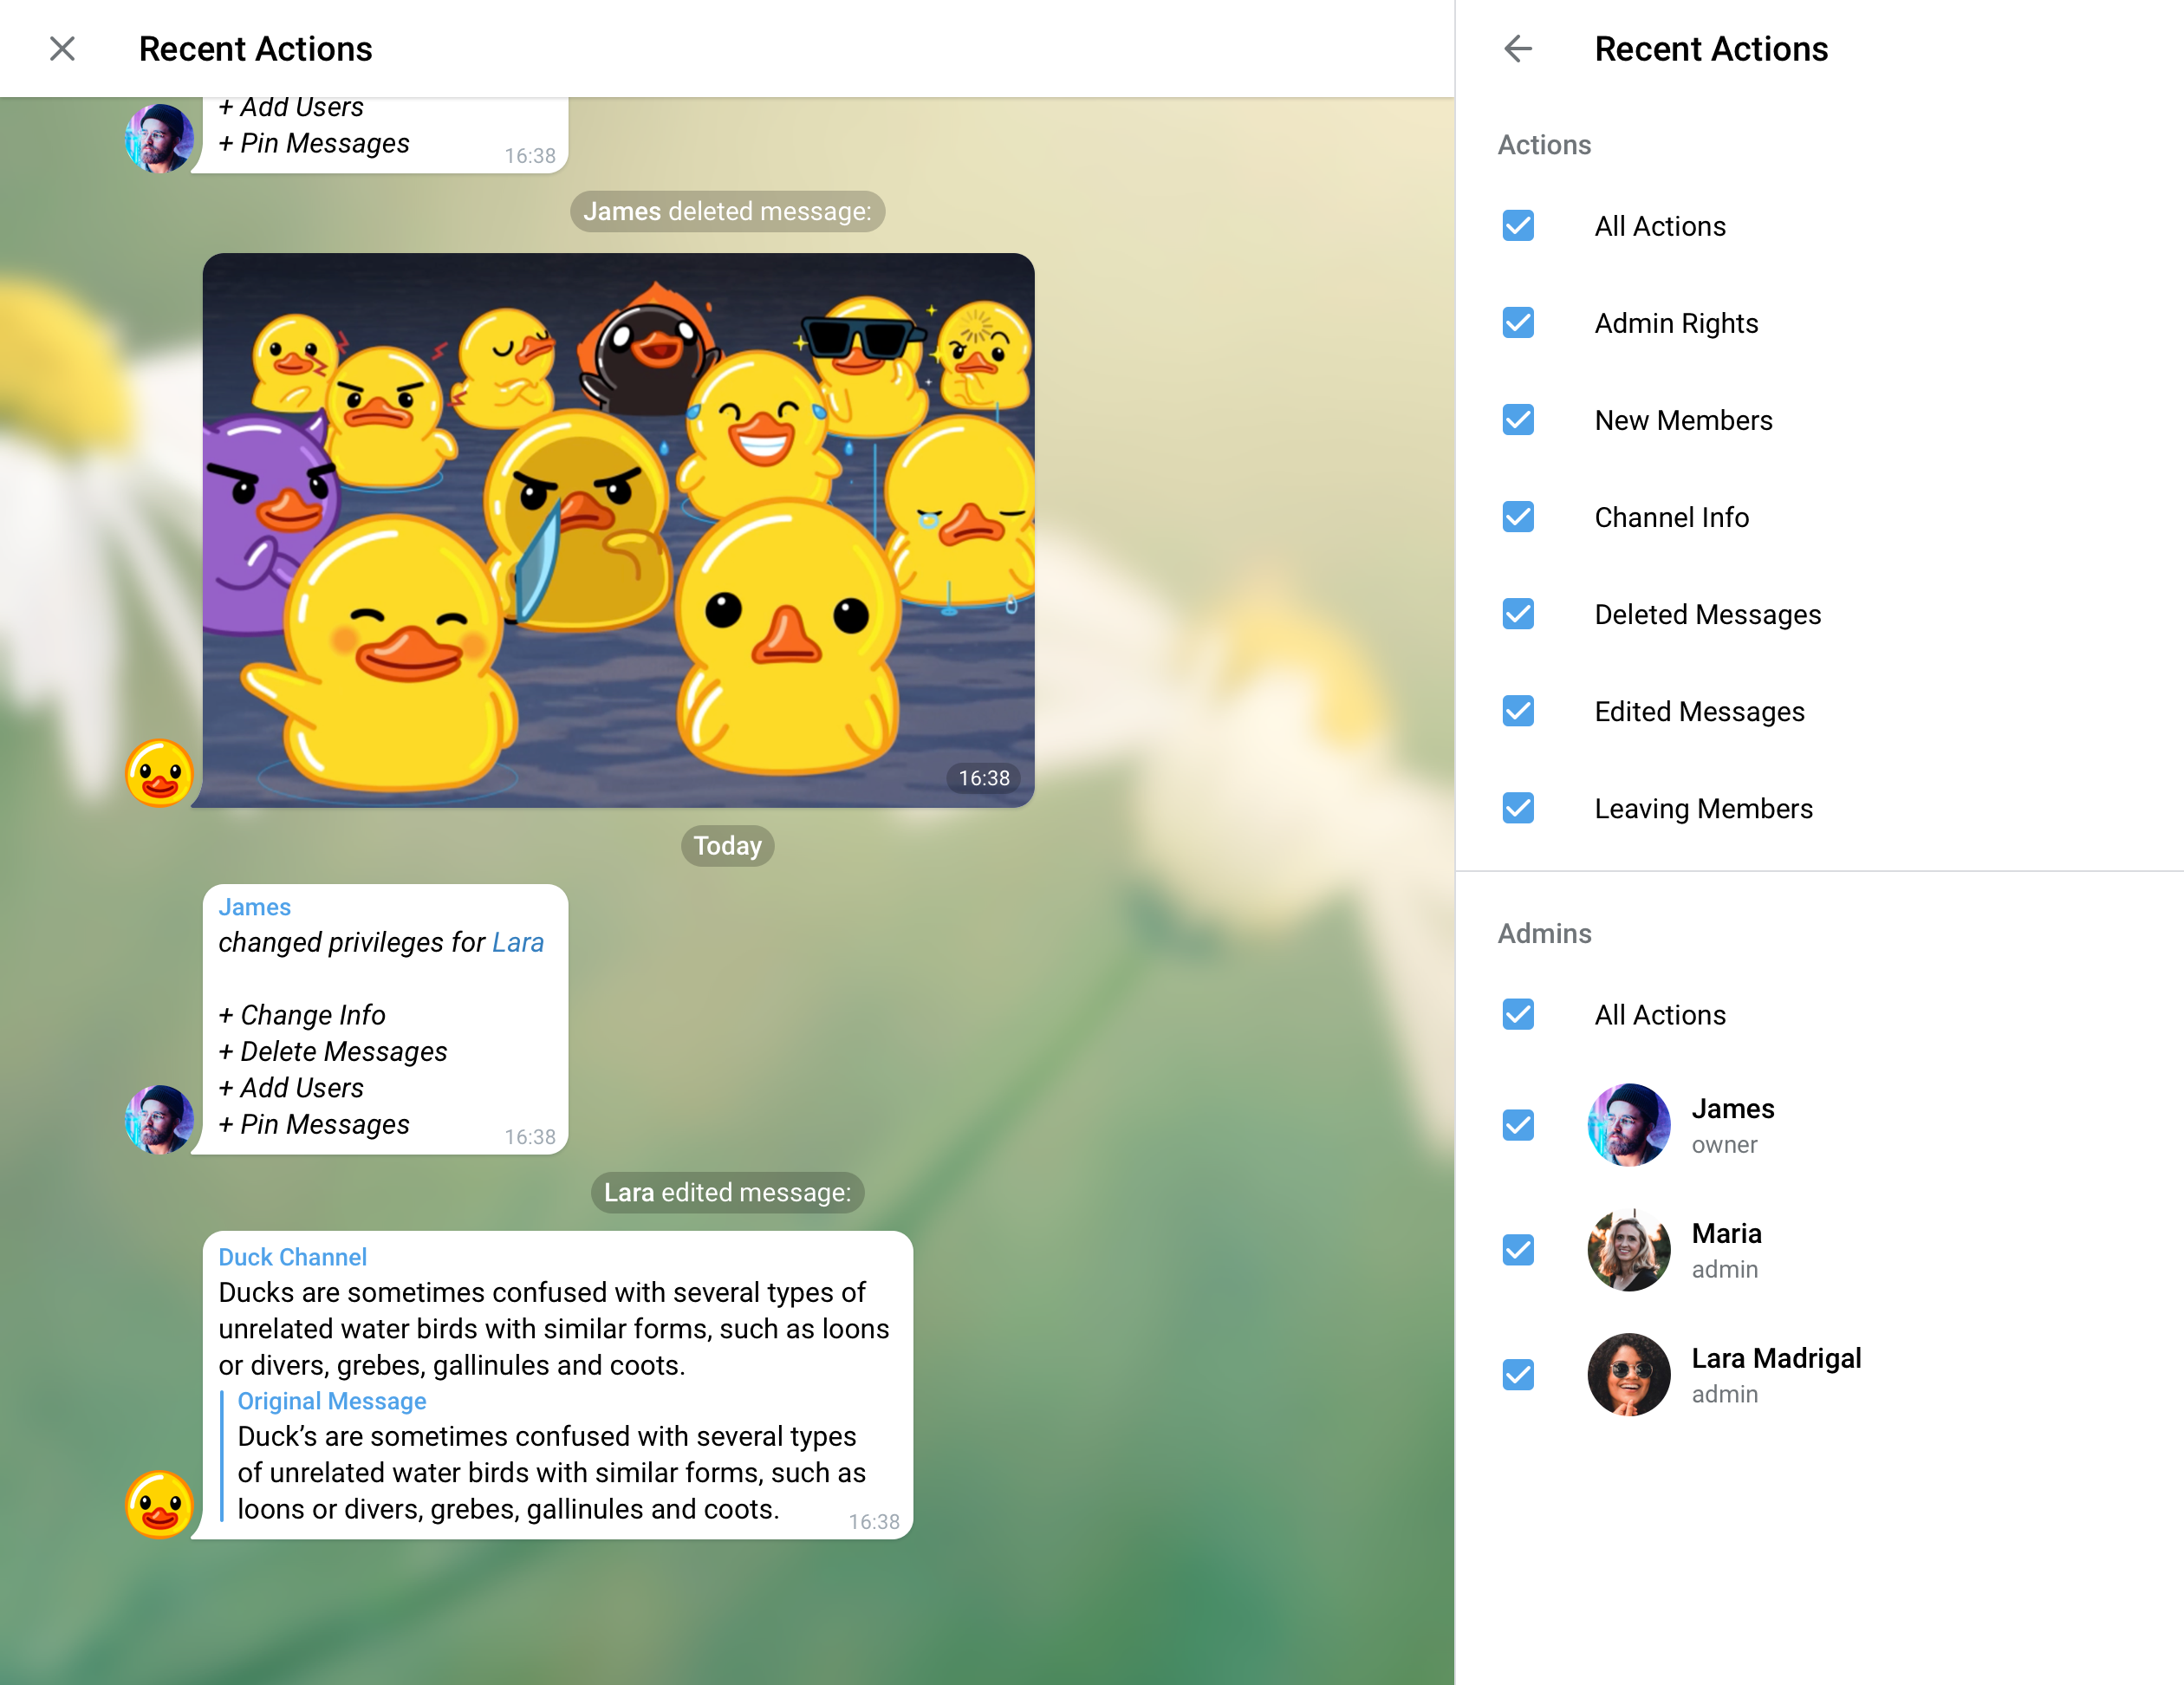 Recent Actions
+ Add Users
+ Pin Messages
16:38
James deleted message:
16:38
Today
James
changed privileges for Lara
+ Change Info
+ Delete Messages
+ Add Users
+ Pin Messages
16:38
Lara edited message:
Duck Channel
Ducks are sometimes confused with several types of
unrelated water birds with similar forms, such as loons
or divers, grebes, gallinules and coots.
Original Message
Duck’s are sometimes confused with several types
of unrelated water birds with similar forms, such as
loons or divers, grebes, gallinules and coots.
16:38
Recent Actions
Actions
All Actions
Admin Rights
New Members
Channel Info
Deleted Messages
Edited Messages
Leaving Members
Admins
All Actions
James
owner
Maria
admin
Lara Madrigal
admin